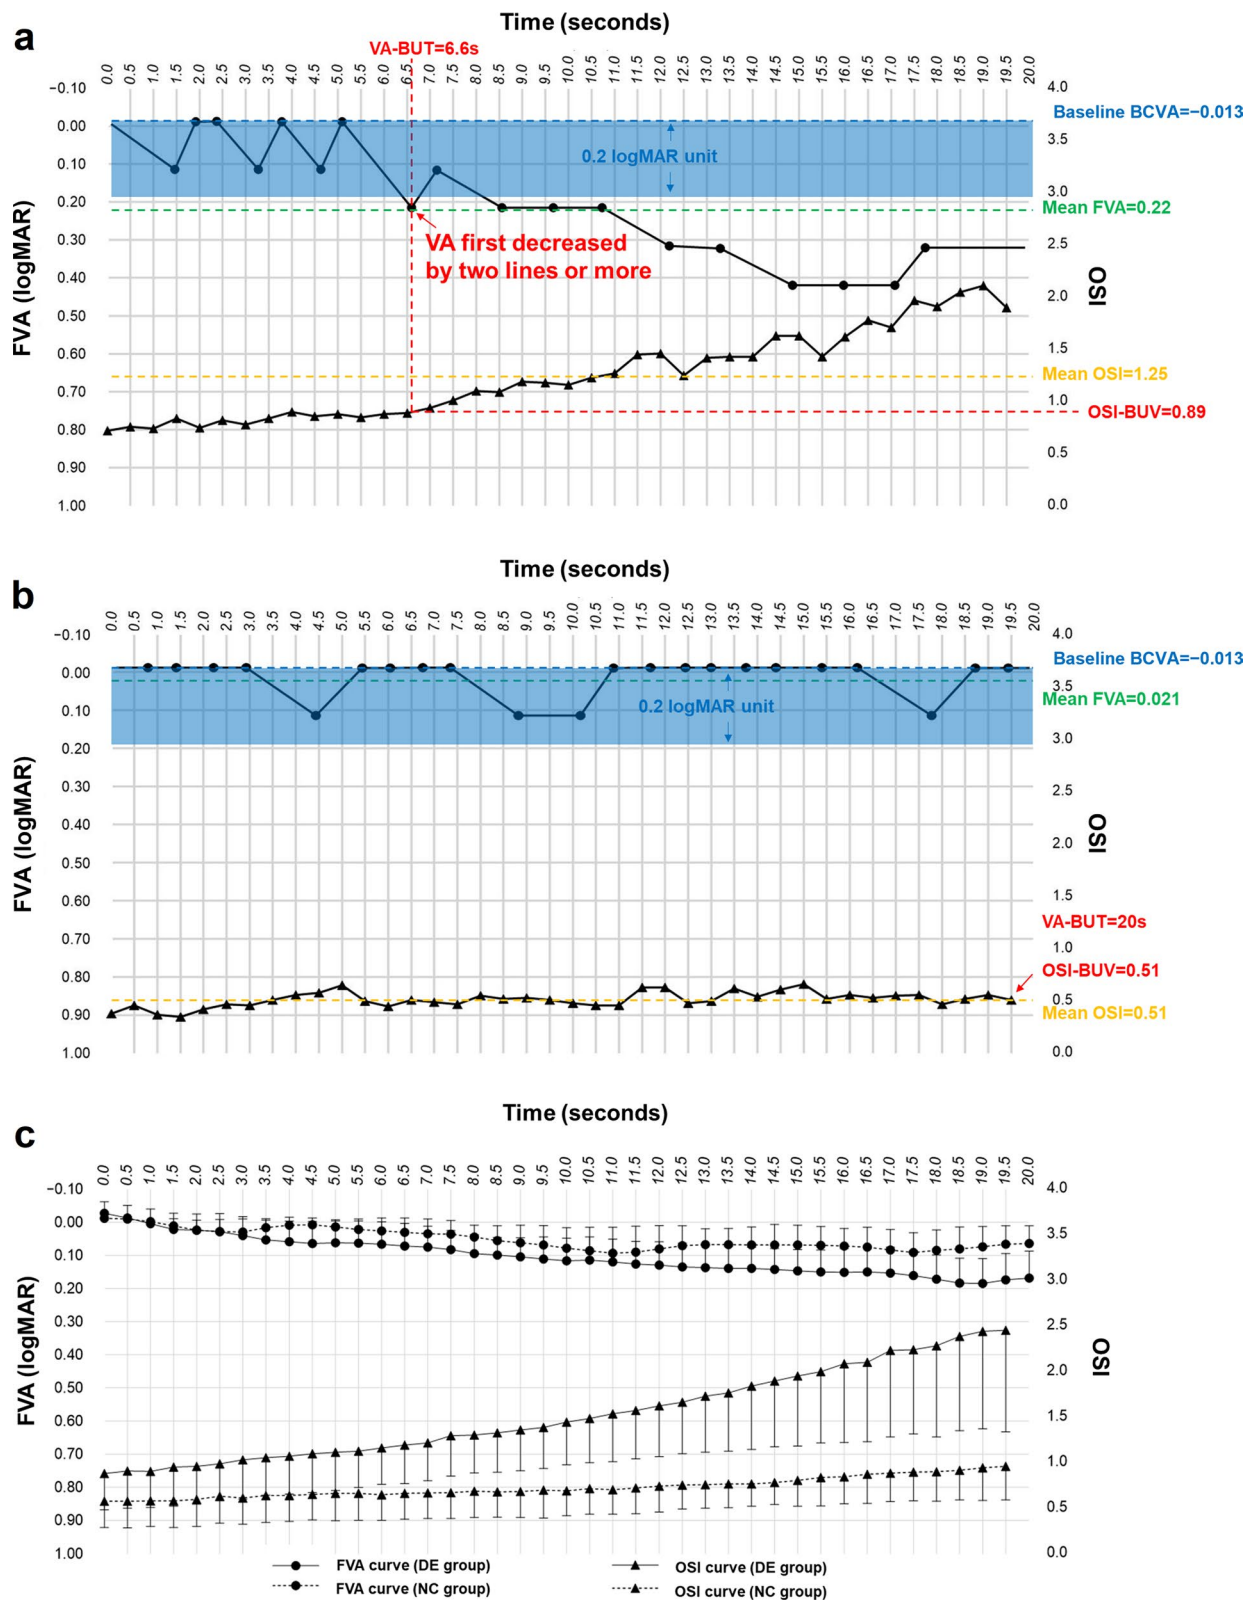 a
Time (seconds)
VA-BUT=6.6s
0.0 0.5 1.0 1.5 2.0 2.5 3.0 3.5 4.0 4.5 5.0 5.5 6.0 6.5 7.0 7.5 8.0 8.5 9.0 9.5 10.0 10.5 11.0 11.5 12.0 12.5 13.0 13.5 14.0 14.5 15.0 15.5 16.0 16.5 17.0 17.5 18.0 18.5 19.0 19.5 20.0
−0.10
0.00
0.10
0.20
0.30
0.40
0.50
0.60
0.70
0.80
0.90
1.00
FVA (logMAR)
0.2 logMAR unit
VA first decreased
by two lines or more
4.0
3.5
3.0
2.5
2.0
1.5
1.0
0.5
0.0
OSI
Baseline BCVA=−0.013
Mean FVA=0.22
Mean OSI=1.25
OSI-BUV=0.89
b
Time (seconds)
0.0 0.5 1.0 1.5 2.0 2.5 3.0 3.5 4.0 4.5 5.0 5.5 6.0 6.5 7.0 7.5 8.0 8.5 9.0 9.5 10.0 10.5 11.0 11.5 12.0 12.5 13.0 13.5 14.0 14.5 15.0 15.5 16.0 16.5 17.0 17.5 18.0 18.5 19.0 19.5 20.0
−0.10
0.00
0.10
0.20
0.30
0.40
0.50
0.60
0.70
0.80
0.90
1.00
FVA (logMAR)
0.2 logMAR unit
4.0
3.5
3.0
2.5
2.0
1.5
1.0
0.5
0.0
OSI
Baseline BCVA=−0.013
Mean FVA=0.021
VA-BUT=20s
OSI-BUV=0.51
Mean OSI=0.51
c
Time (seconds)
0.0 0.5 1.0 1.5 2.0 2.5 3.0 3.5 4.0 4.5 5.0 5.5 6.0 6.5 7.0 7.5 8.0 8.5 9.0 9.5 10.0 10.5 11.0 11.5 12.0 12.5 13.0 13.5 14.0 14.5 15.0 15.5 16.0 16.5 17.0 17.5 18.0 18.5 19.0 19.5 20.0
−0.10
0.00
0.10
0.20
0.30
0.40
0.50
0.60
0.70
0.80
0.90
1.00
FVA (logMAR)
4.0
3.5
3.0
2.5
2.0
1.5
1.0
0.5
0.0
OSI
FVA curve (DE group)
OSI curve (DE group)
FVA curve (NC group)
OSI curve (NC group)